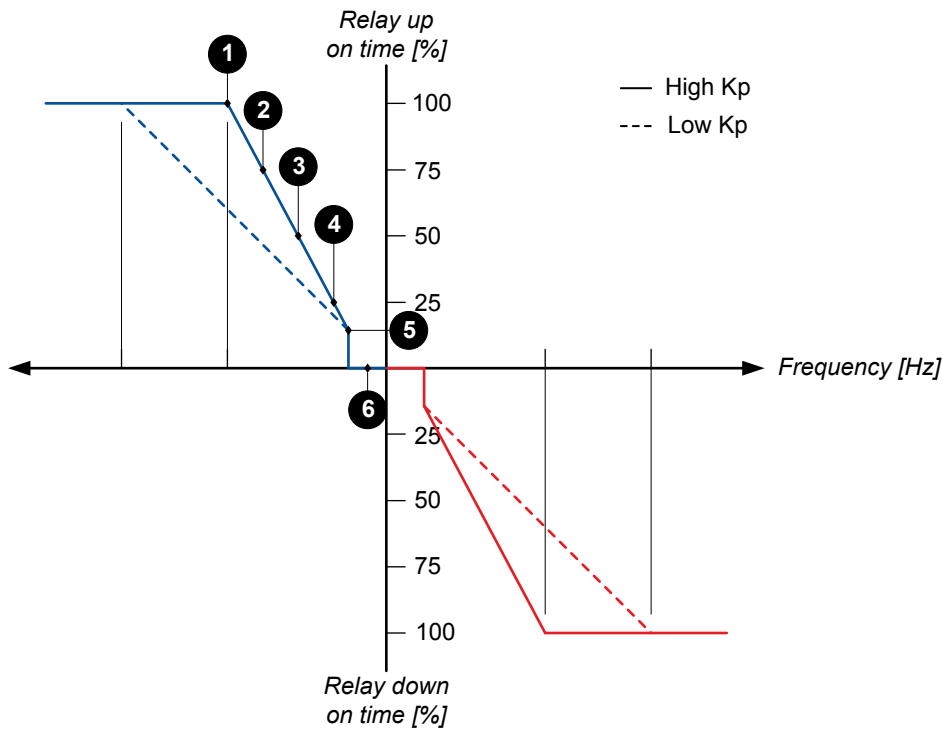 Relay up
on time [%]
1
100
High Kp
2
Low Kp
3
75
4
50
25
5
Frequency [Hz]
6
25
50
75
100
Relay down
on time [%]